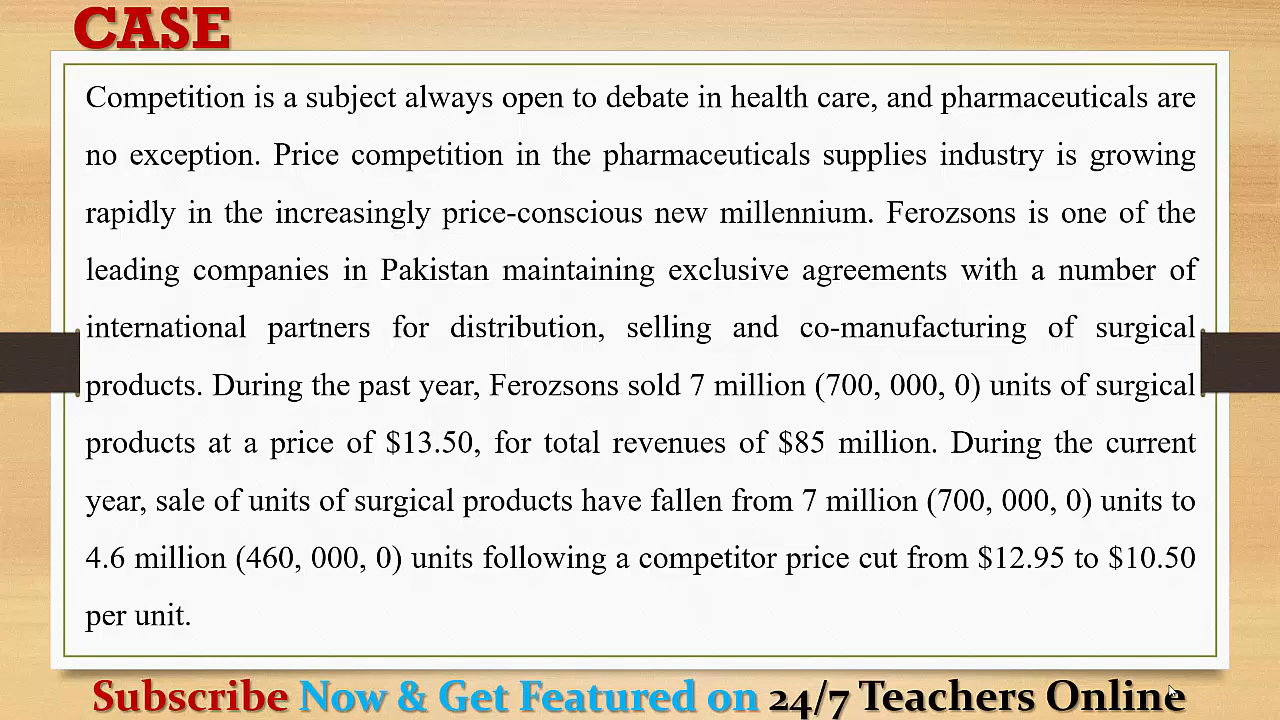 CASE
Competition is a subject always open to debate in health care, and pharmaceuticals are
no exception. Price competition in the pharmaceuticals supplies industry is growing
rapidly in the increasingly price-conscious new millennium. Ferozsons is one of the
leading companies in Pakistan maintaining exclusive agreements with a number of
international partners for distribution, selling and co-manufacturing of surgical
products. During the past year, Ferozsons sold 7 million (700, 000, 0) units of surgical
products at a price of $13.50, for total revenues of $85 million. During the current
year, sale of units of surgical products have fallen from 7 million (700, 000, 0) units to
4.6 million (460, 000, 0) units following a competitor price cut from $12.95 to $10.50
per unit.
Subscribe Now & Get Featured on 24/7 Teachers Online